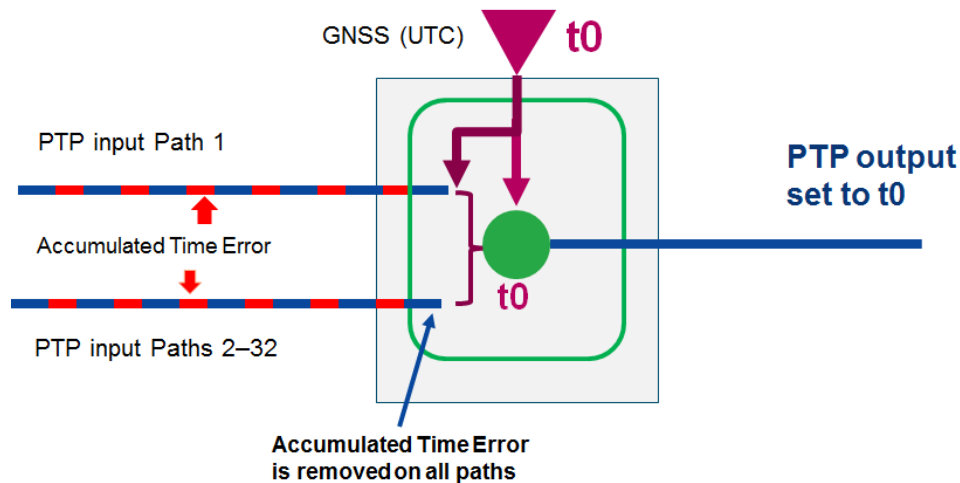 GNSS (UTC)
t0
PTP input Path 1
Accumulated Time Error
PTP input Paths 2–32
t0
PTP output
set to t0
Accumulated Time Error
is removed on all paths